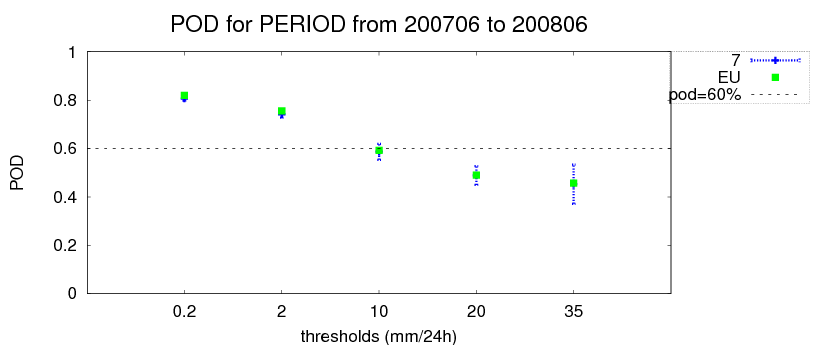 POD for PERIOD from 200706 to 200806
1
0.8
0.6
0.4
0.2
0
POD
0.2 2 10 20 35
thresholds (mm/24h)
7
EU
pod=60%